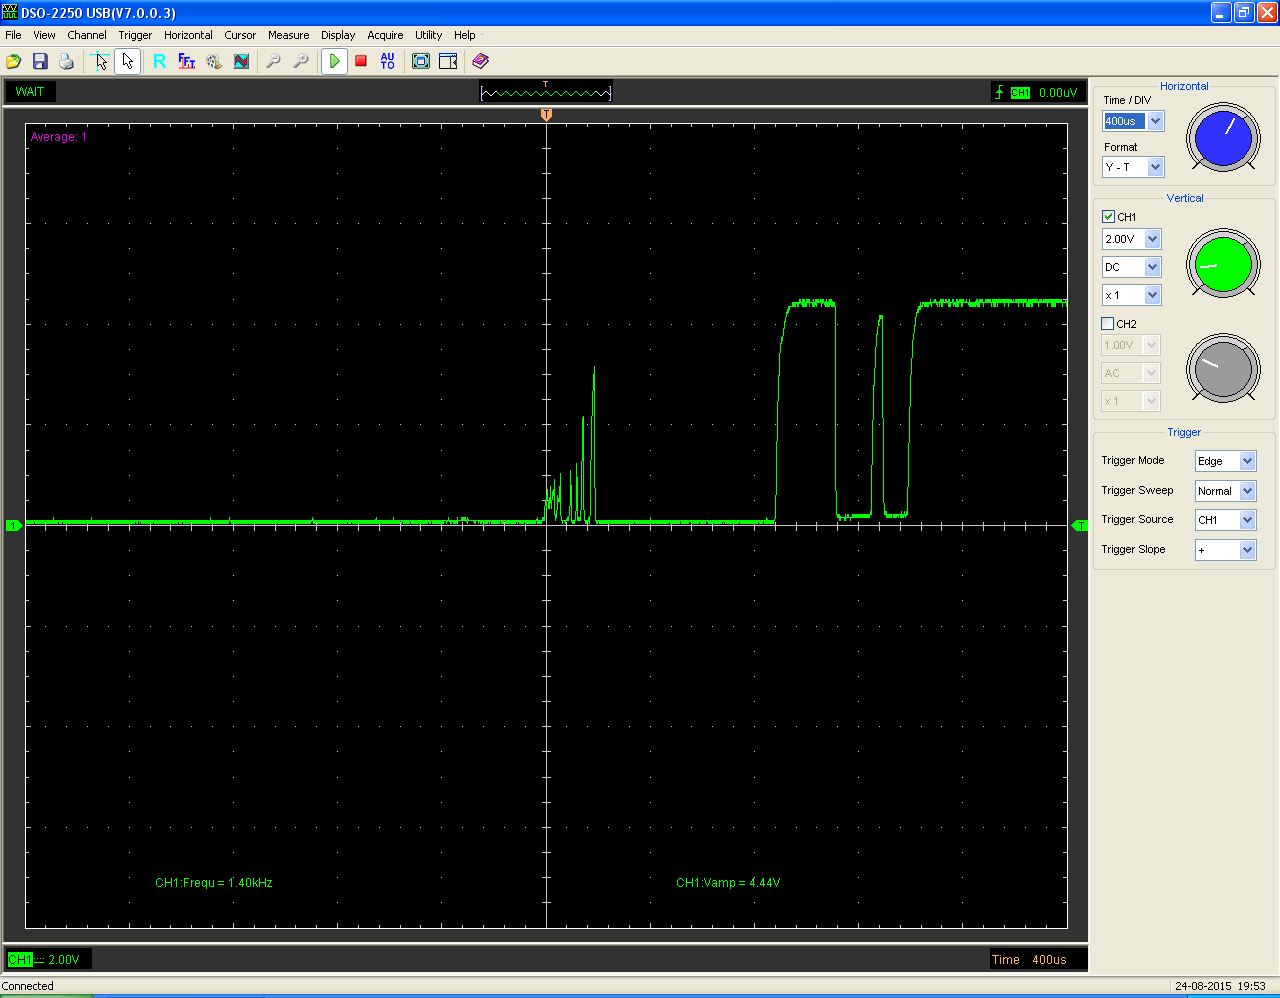 DSO-2250 USB(V7.0.0.3)
File View Channel Trigger Horizontal Cursor Measure Display Acquire Utility Help
R FFT AU TO
WAIT
T
CH1 0.00uV
T
Average: 1
1
T
CH1:Frequ = 1.40kHz
CH1:Vamp = 4.44V
CH1 2.00V
Time 400us
Horizontal
Time / DIV
400us
Format
Y - T
Vertical
CH1
2.00V
DC
x 1
CH2
1.00V
AC
x 1
Trigger
Trigger Mode Edge
Trigger Sweep Normal
Trigger Source CH1
Trigger Slope +
Connected
24-08-2015 19:53